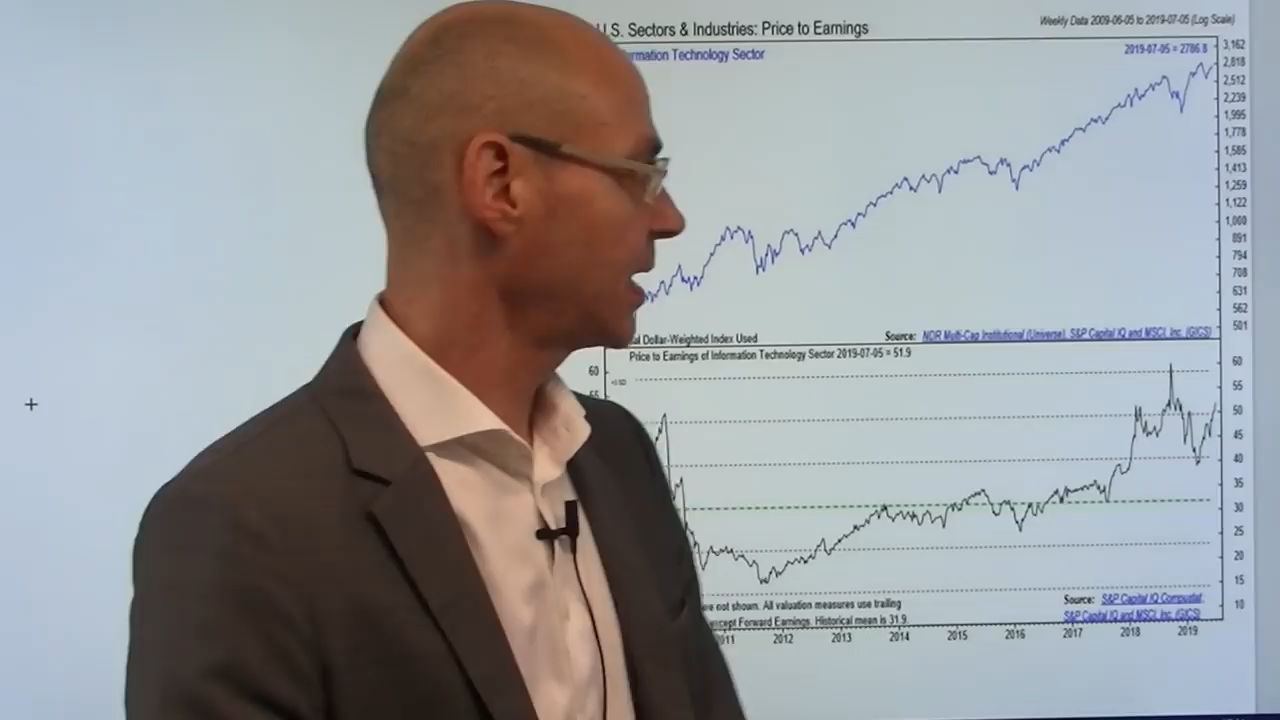 U.S. Sectors & Industries: Price to Earnings
Weekly Data 2009-06-05 to 2019-07-05 (Log Scale)
rmation Technology Sector
2019-07-05 = 2786.8
3,162
2,818
2,512
2,239
1,995
1,778
1,585
1,413
1,259
1,122
1,000
891
794
708
631
562
501
al Dollar-Weighted Index Used
Source: NDR Multi-Cap Institutional (Universe), S&P Capital IQ and MSCI, Inc. (GICS)
Price to Earnings of Information Technology Sector 2019-07-05 = 51.9
60
55
60
55
50
45
40
35
30
25
20
15
10
are not shown. All valuation measures use trailing
except Forward Earnings. Historical mean is 31.9.
Source: S&P Capital IQ Compustat,
S&P Capital IQ and MSCI, Inc. (GICS)
2011 2012 2013 2014 2015 2016 2017 2018 2019